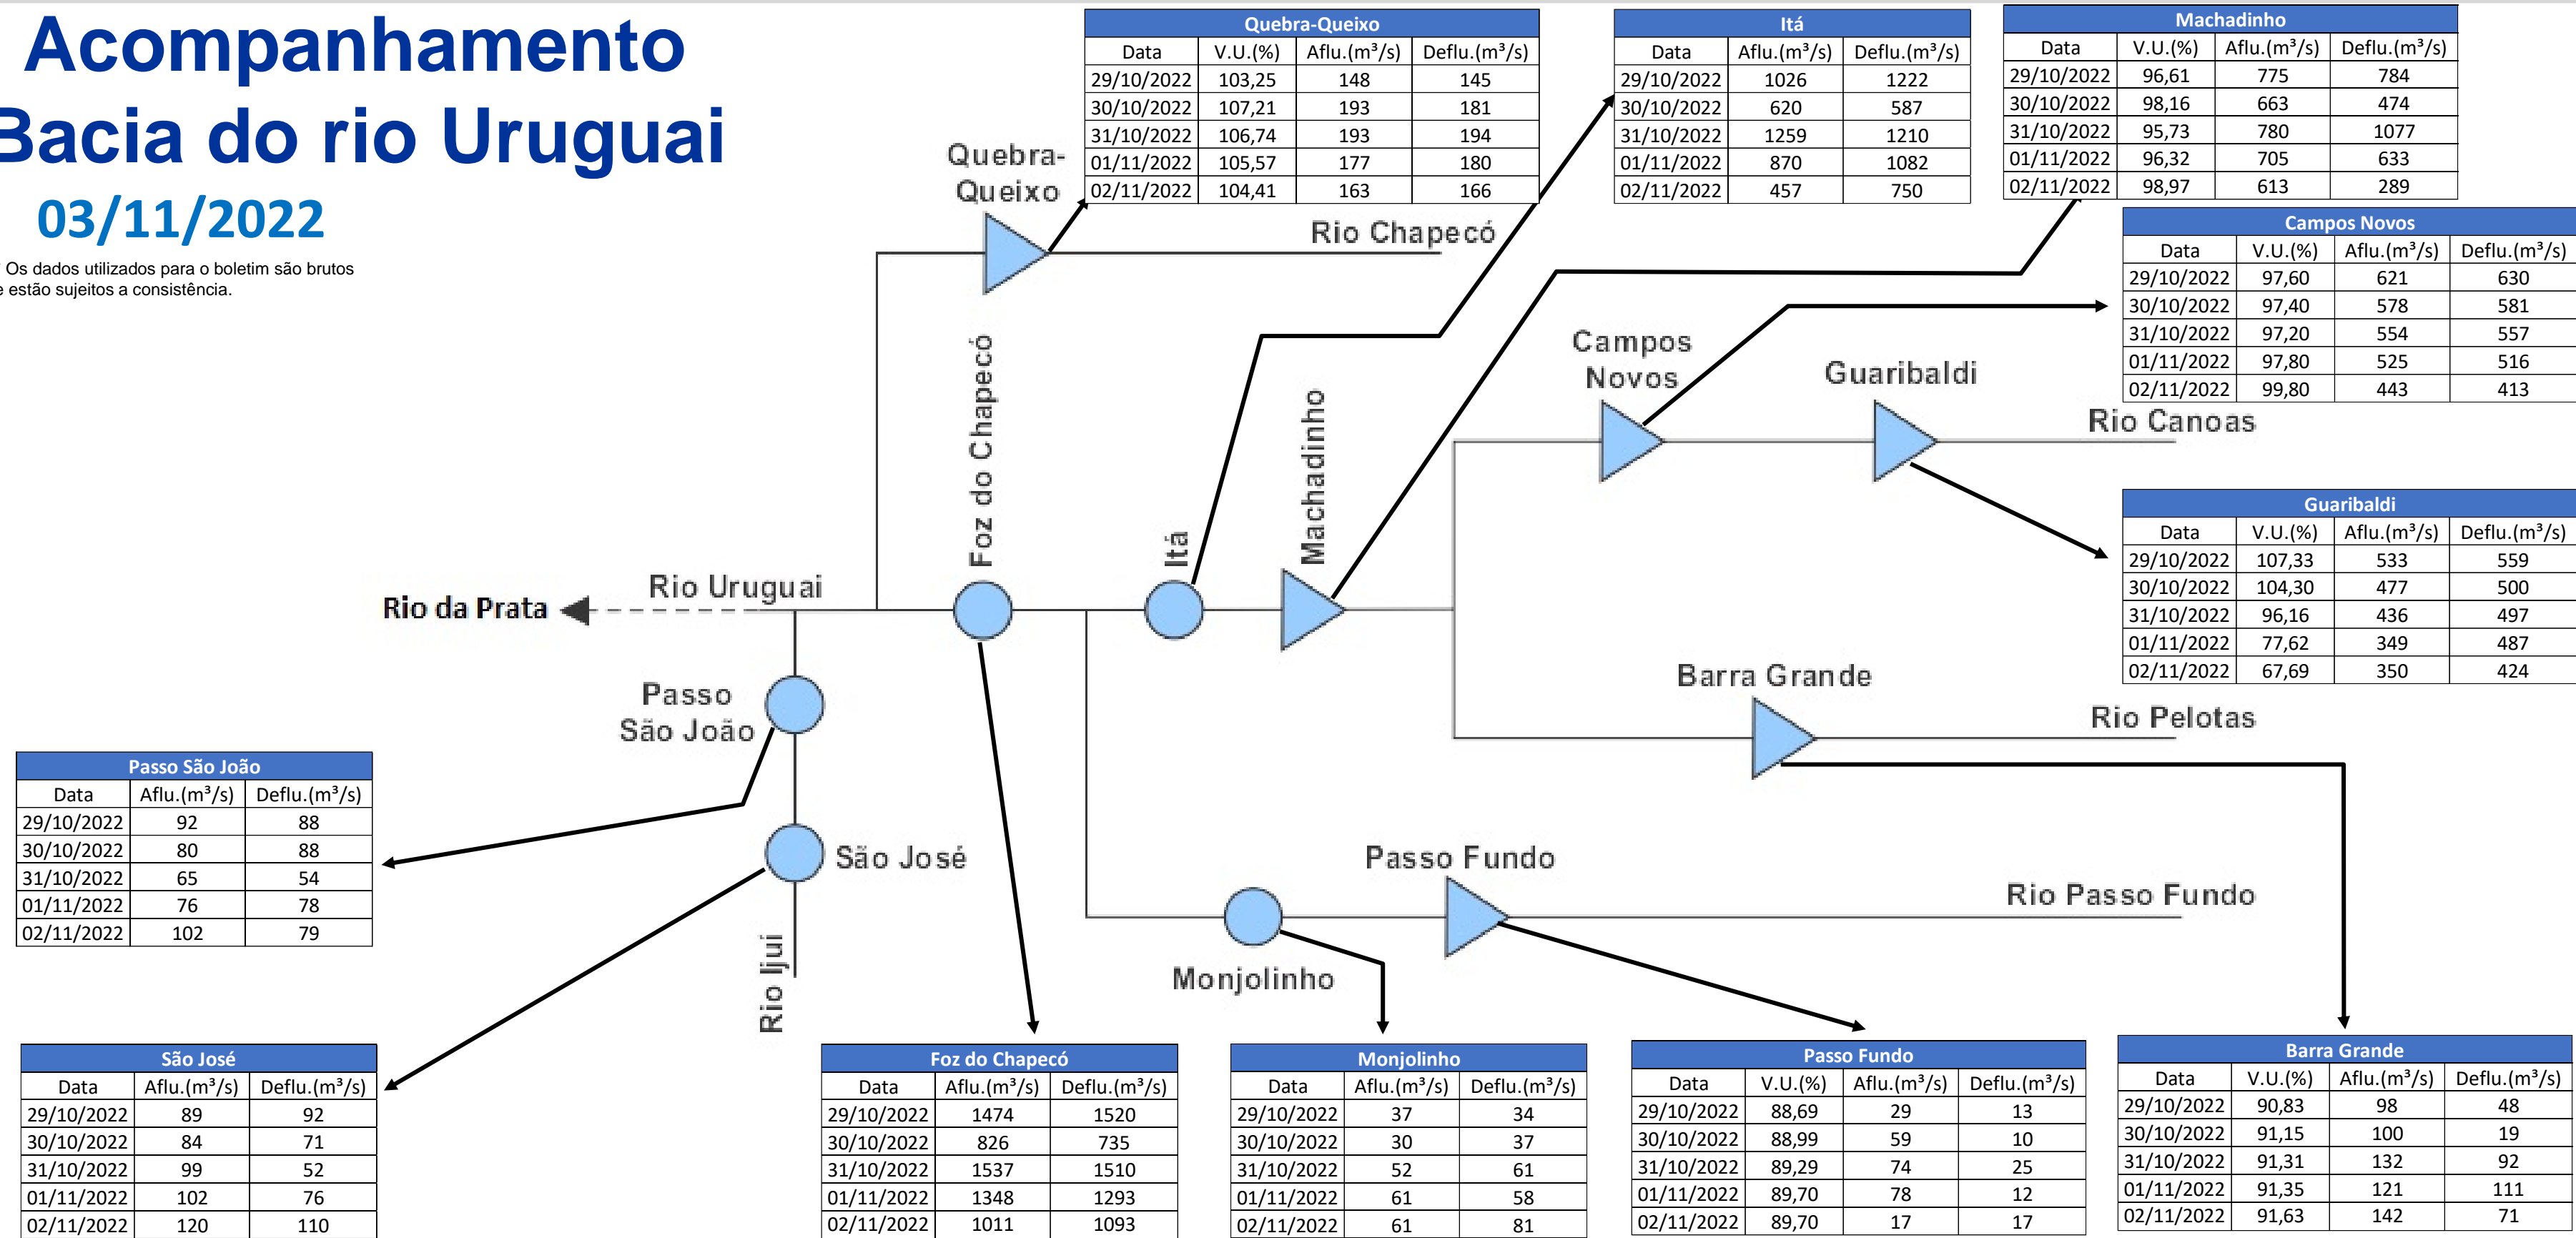 Acompanhamento
Bacia do rio Uruguai
03/11/2022
Os dados utilizados para o boletim são brutos
e estão sujeitos a consistência.
Quebra-Queixo
Data V.U.(%) Aflu.(m³/s) Deflu.(m³/s)
29/10/2022 103,25 148 145
30/10/2022 107,21 193 181
31/10/2022 106,74 193 194
01/11/2022 105,57 177 180
02/11/2022 104,41 163 166
Itá
Data Aflu.(m³/s) Deflu.(m³/s)
29/10/2022 1026 1222
30/10/2022 620 587
31/10/2022 1259 1210
01/11/2022 870 1082
02/11/2022 457 750
Machadinho
Data V.U.(%) Aflu.(m³/s) Deflu.(m³/s)
29/10/2022 96,61 775 784
30/10/2022 98,16 663 474
31/10/2022 95,73 780 1077
01/11/2022 96,32 705 633
02/11/2022 98,97 613 289
Campos Novos
Data V.U.(%) Aflu.(m³/s) Deflu.(m³/s)
29/10/2022 97,60 621 630
30/10/2022 97,40 578 581
31/10/2022 97,20 554 557
01/11/2022 97,80 525 516
02/11/2022 99,80 443 413
Guaribaldi
Data V.U.(%) Aflu.(m³/s) Deflu.(m³/s)
29/10/2022 107,33 533 559
30/10/2022 104,30 477 500
31/10/2022 96,16 436 497
01/11/2022 77,62 349 487
02/11/2022 67,69 350 424
Quebra-
Queixo
Rio Chapecó
Foz do Chapecó
Itá
Machadinho
Campos
Novos
Guaribaldi
Rio Canoas
Rio da Prata
Rio Uruguai
Barra Grande
Rio Pelotas
Passo
São João
São José
Rio Ijuí
Passo Fundo
Rio Passo Fundo
Monjolinho
Passo São João
Data Aflu.(m³/s) Deflu.(m³/s)
29/10/2022 92 88
30/10/2022 80 88
31/10/2022 65 54
01/11/2022 76 78
02/11/2022 102 79
São José
Data Aflu.(m³/s) Deflu.(m³/s)
29/10/2022 89 92
30/10/2022 84 71
31/10/2022 99 52
01/11/2022 102 76
02/11/2022 120 110
Foz do Chapecó
Data Aflu.(m³/s) Deflu.(m³/s)
29/10/2022 1474 1520
30/10/2022 826 735
31/10/2022 1537 1510
01/11/2022 1348 1293
02/11/2022 1011 1093
Monjolinho
Data Aflu.(m³/s) Deflu.(m³/s)
29/10/2022 37 34
30/10/2022 30 37
31/10/2022 52 61
01/11/2022 61 58
02/11/2022 61 81
Passo Fundo
Data V.U.(%) Aflu.(m³/s) Deflu.(m³/s)
29/10/2022 88,69 29 13
30/10/2022 88,99 59 10
31/10/2022 89,29 74 25
01/11/2022 89,70 78 12
02/11/2022 89,70 17 17
Barra Grande
Data V.U.(%) Aflu.(m³/s) Deflu.(m³/s)
29/10/2022 90,83 98 48
30/10/2022 91,15 100 19
31/10/2022 91,31 132 92
01/11/2022 91,35 121 111
02/11/2022 91,63 142 71